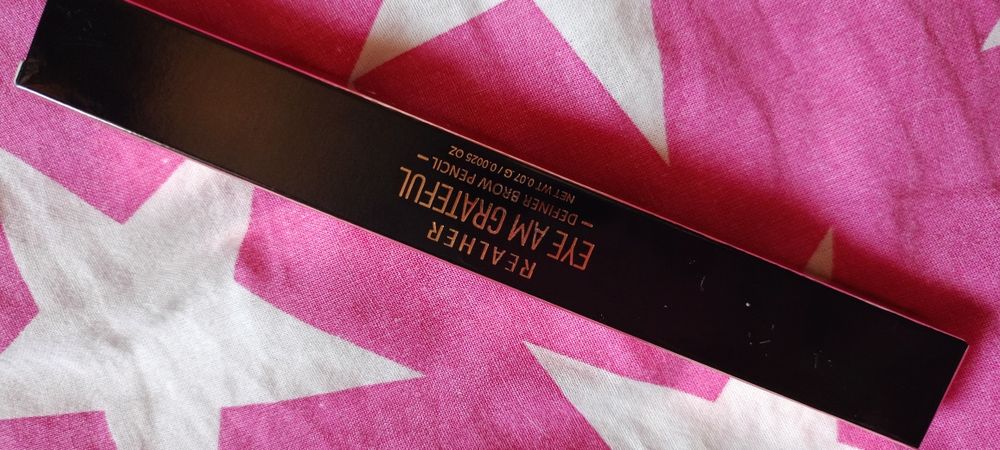 REALHER
EYE AM GRATEFUL
– DEFINER BROW PENCIL –
NET WT 0.07 G / 0.0025 OZ